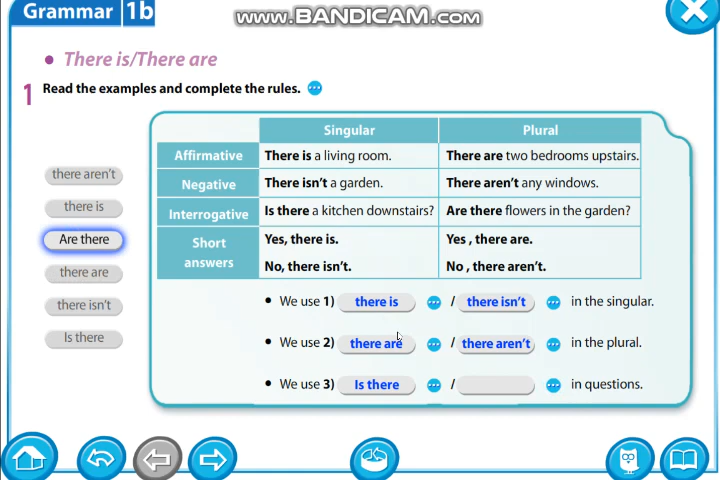 Grammar 1b
www.BANDICAM.com
• There is/There are
1 Read the examples and complete the rules.
Singular Plural
Affirmative There is a living room. There are two bedrooms upstairs.
Negative There isn't a garden. There aren't any windows.
Interrogative Is there a kitchen downstairs? Are there flowers in the garden?
Short answers Yes, there is. Yes , there are.
No, there isn't. No , there aren't.
there aren't
there is
Are there
there are
there isn't
Is there
• We use 1) there is / there isn't in the singular.
• We use 2) there are / there aren't in the plural.
• We use 3) Is there / in questions.